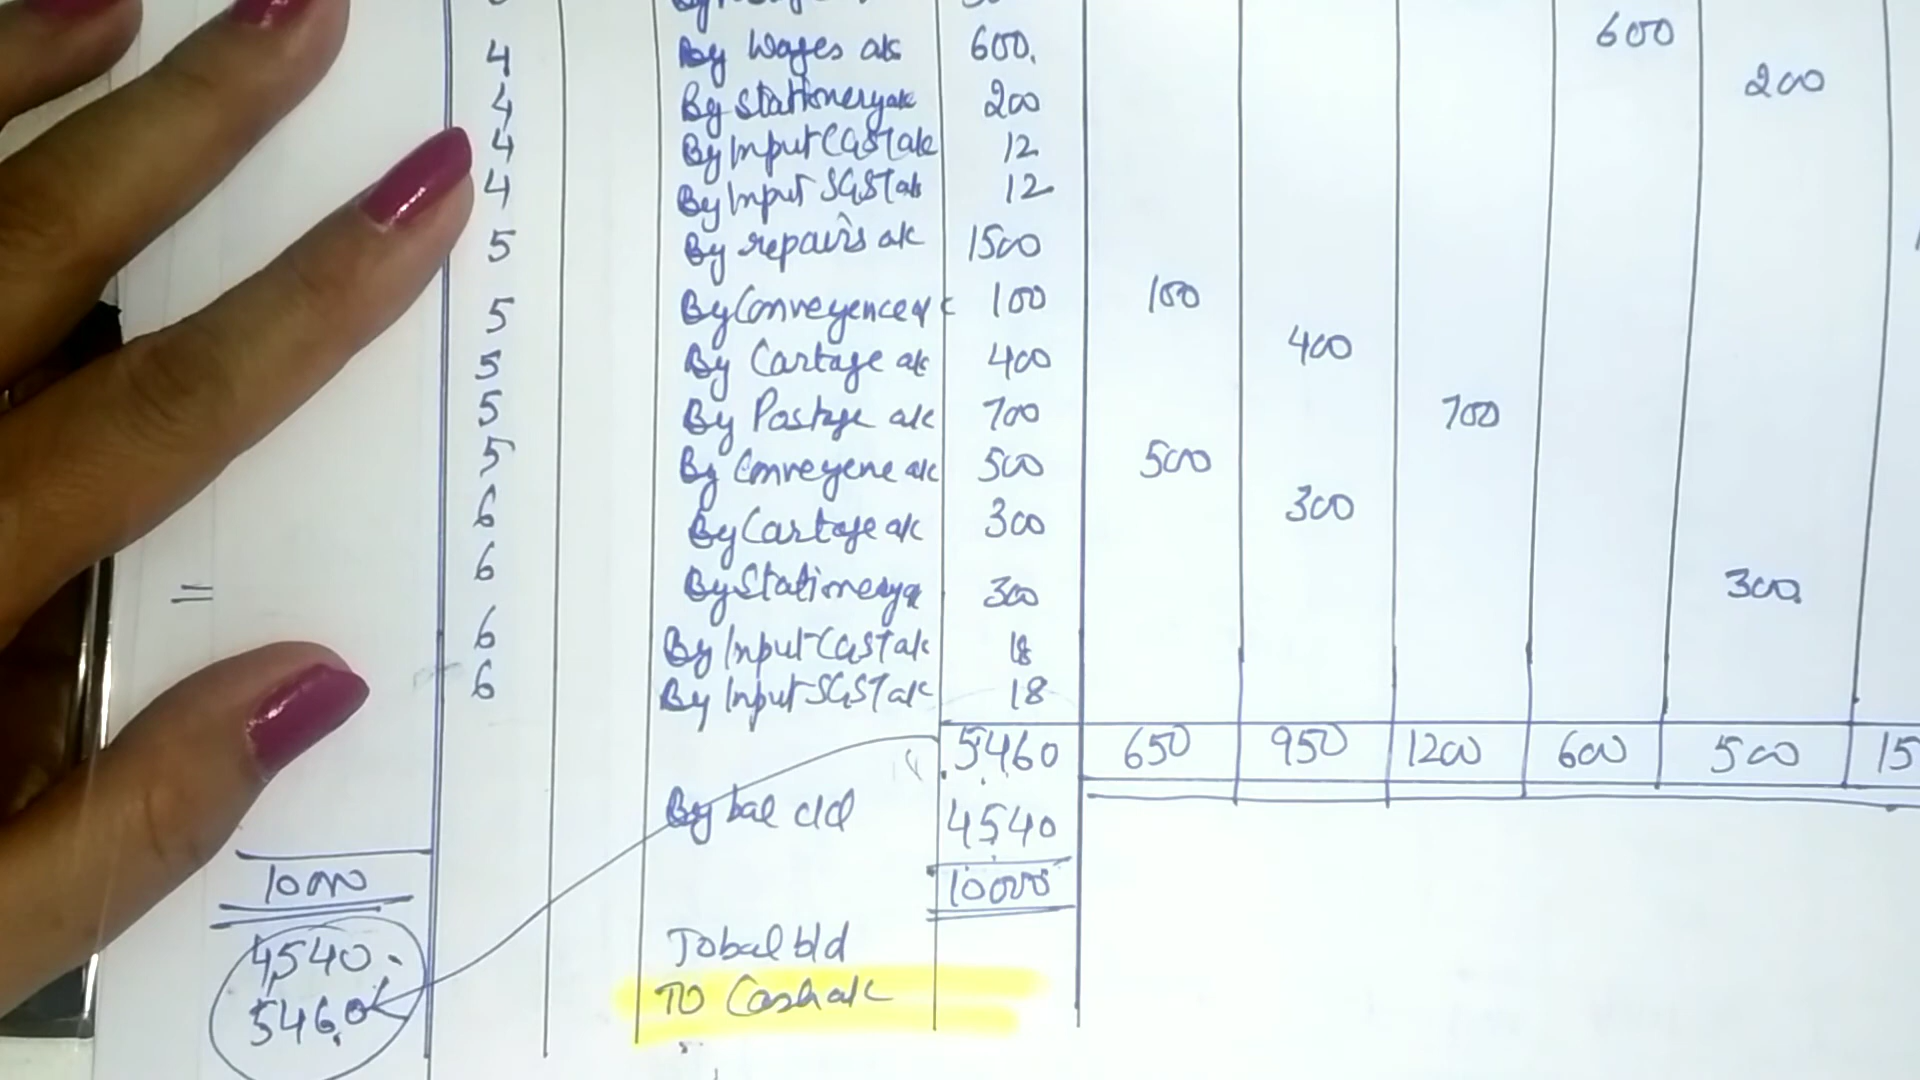 600
4 By Wages a/c 600.
200
4 By Stationery a/c 200
4 By Input CGST a/c 12
4 By Input SGST a/c 12
5 By repairs a/c 1500
5 By Conveyence a/c 100 100
5 By Cartage a/c 400 400
5 By Postage a/c 700 700
5 By Conveyene a/c 500 500
6 By Cartage a/c 300 300
6 By Stationery a/c 300 300.
=
6 By Input CGST a/c 18
6 By Input SGST a/c 18
5460 650 950 1200 600 500 15
By bal c/d 4540
10000 10000
4540. To bal b/d
5460 TO Cash a/c